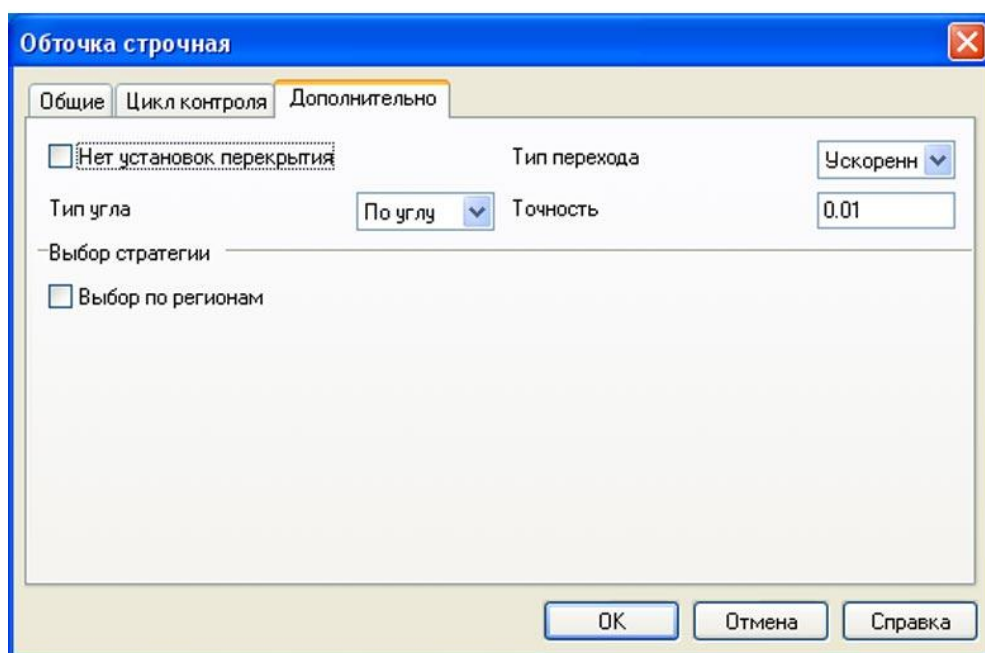 Обточка строчная
Общие Цикл контроля Дополнительно
Нет установок перекрытия Тип перехода Ускоренн
Тип угла По углу Точность 0.01
Выбор стратегии
Выбор по регионам
OK Отмена Справка